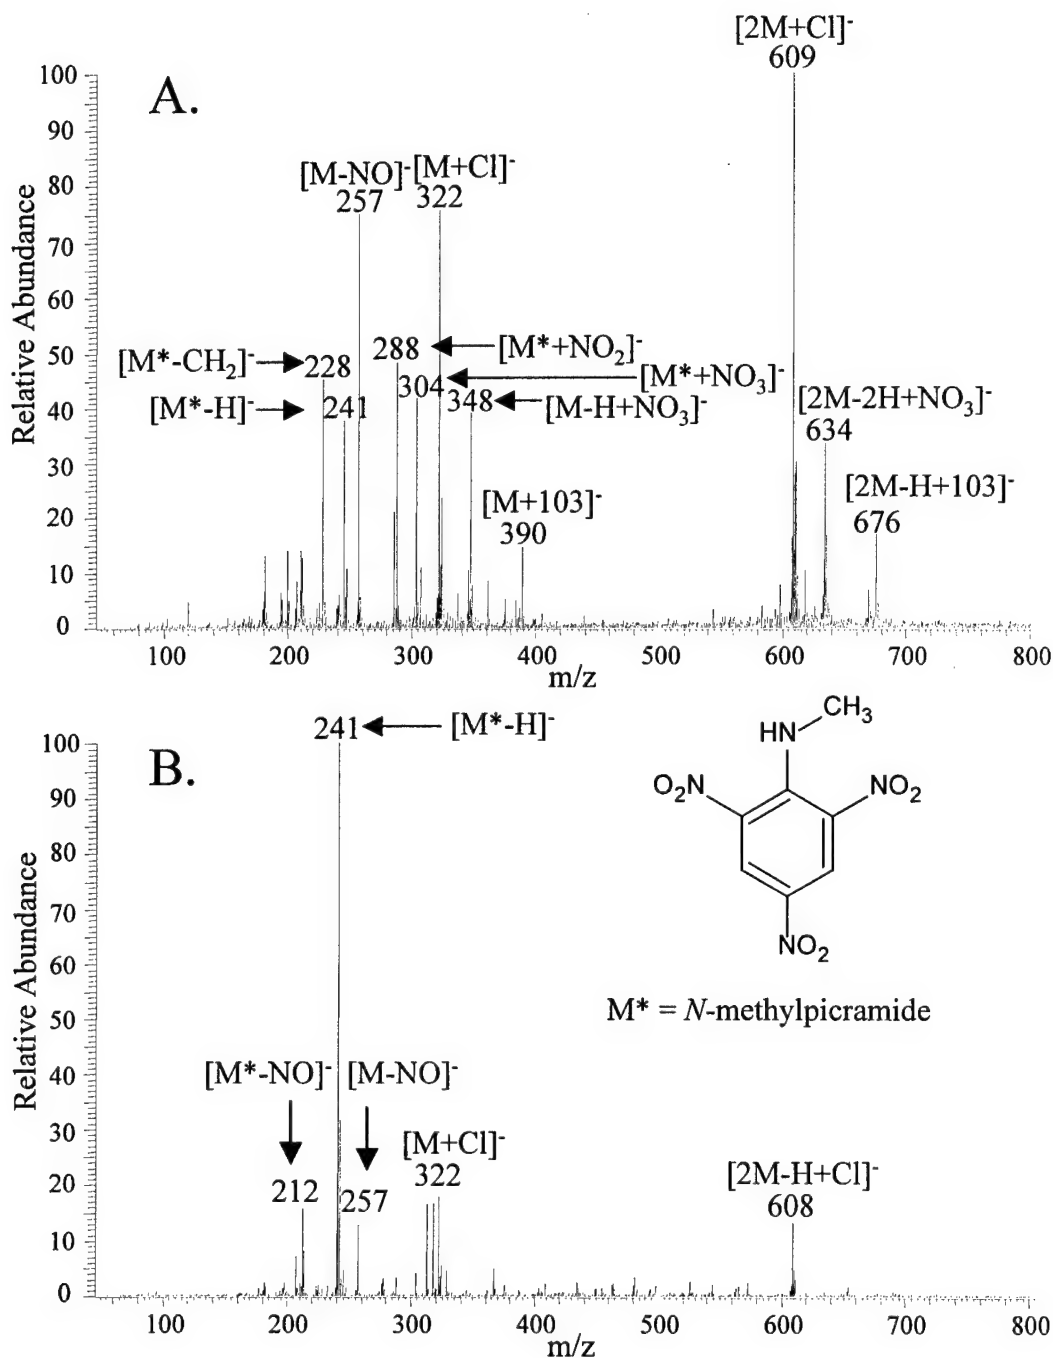 A.
[2M+Cl]⁻
609
[M-NO]⁻ [M+Cl]⁻
257 322
[M*-CH₂]⁻ 228
288 [M*+NO₂]⁻
[M*-H]⁻ 241
304 [M*+NO₃]⁻
348 [M-H+NO₃]⁻
[2M-2H+NO₃]⁻
634
[M+103]⁻
390
[2M-H+103]⁻
676
Relative Abundance
100
90
80
70
60
50
40
30
20
10
0
100 200 300 400 500 600 700 800
m/z
B.
241 [M*-H]⁻
CH₃
HN
O₂N NO₂
NO₂
M* = N-methylpicramide
[M*-NO]⁻ [M-NO]⁻
212 257
[M+Cl]⁻
322
[2M-H+Cl]⁻
608
Relative Abundance
100
90
80
70
60
50
40
30
20
10
0
100 200 300 400 500 600 700 800
m/z